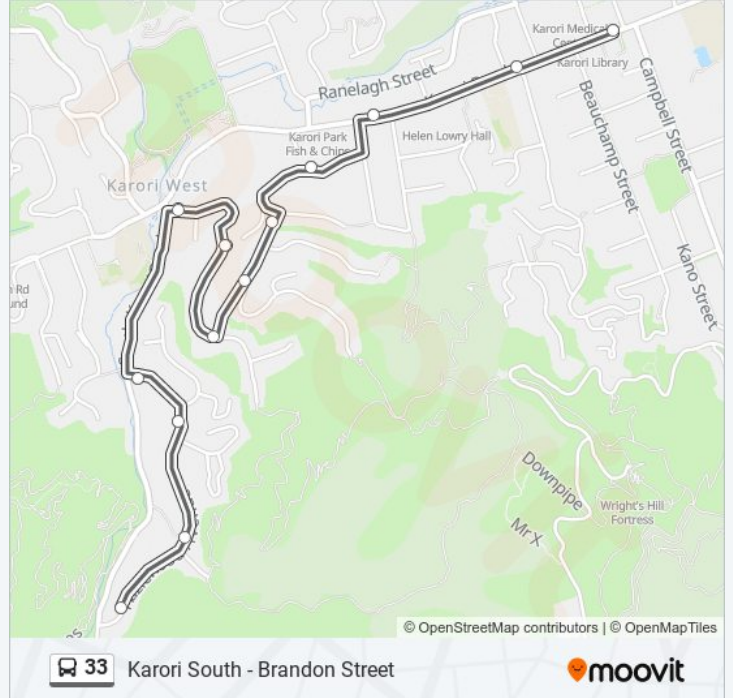 Karori Medical
Karori Library
Ranelagh Street
Campbell Street
Beauchamp Street
Karori Park
Fish & Chips
Helen Lowry Hall
Karori West
Kano Street
Rd
Downpipe
Wright's Hill
Fortress
Mr X
© OpenStreetMap contributors | © OpenMapTiles
33 Karori South - Brandon Street
moovit